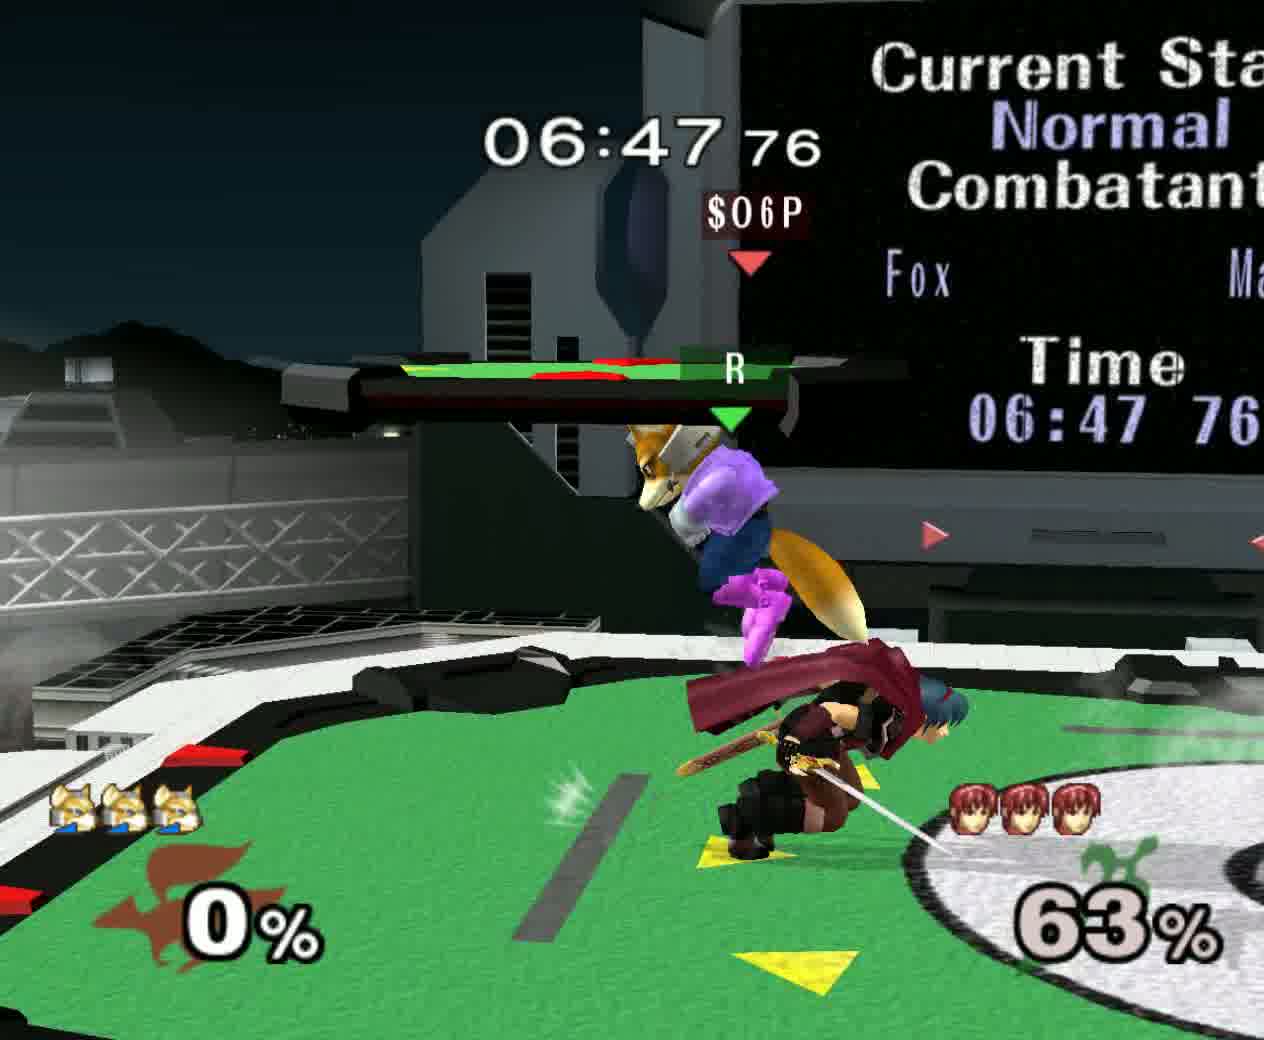 Current Sta
Normal
06:47 76
Combatant
$06P
Fox
Ma
Time
R
06:47 76
0%
63%